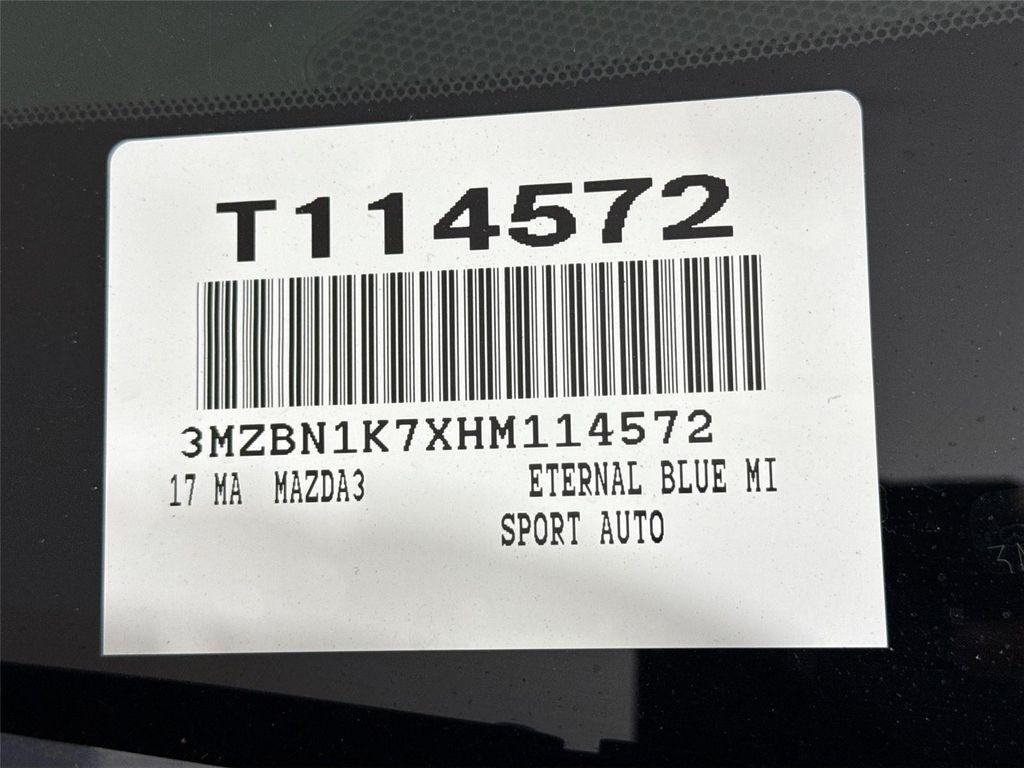 T114572
3MZBN1K7XHM114572
17 MA MAZDA3 ETERNAL BLUE MI
SPORT AUTO